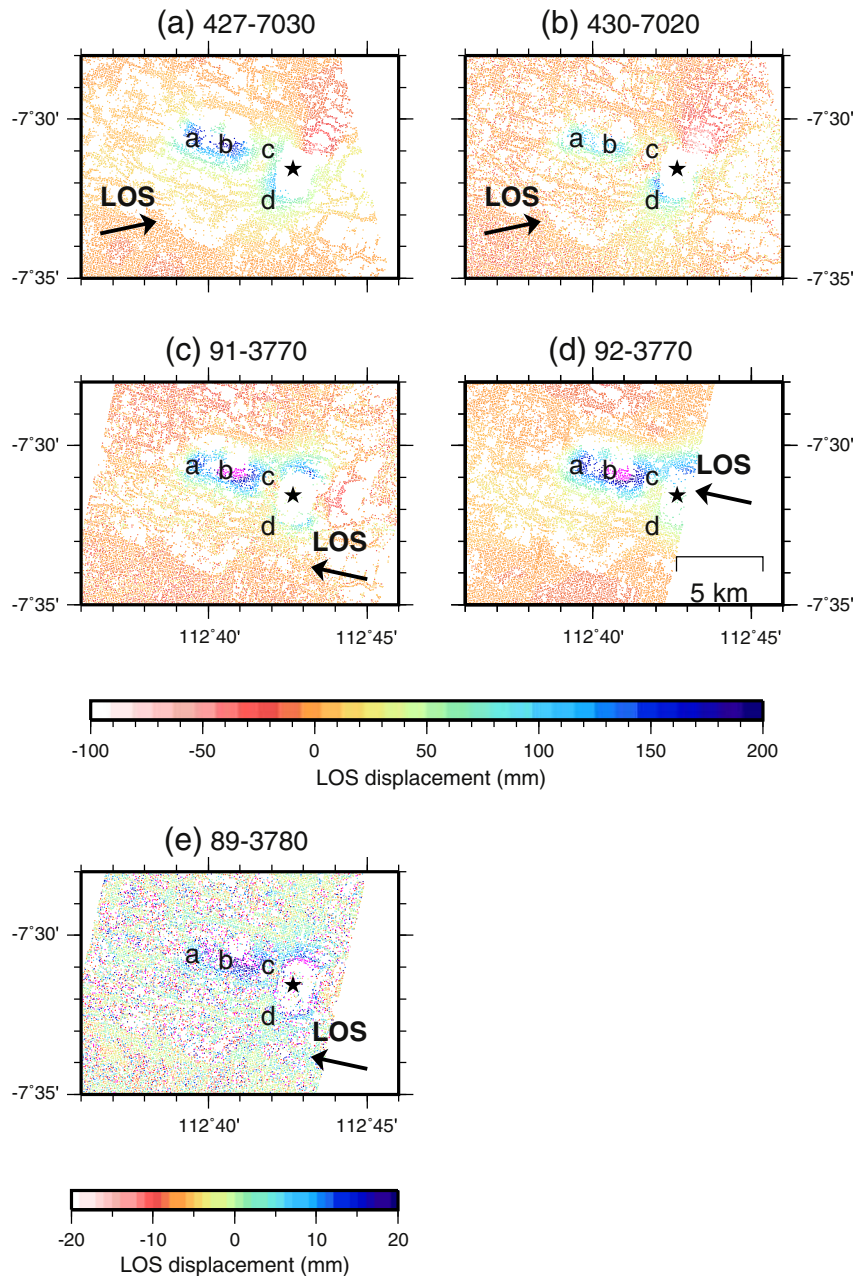 (a) 427-7030
(b) 430-7020
-7˚30'
a b c
d
LOS
-7˚35'
a b c
d
LOS
-7˚30'
-7˚35'
(c) 91-3770
(d) 92-3770
-7˚30'
a b c
d
LOS
-7˚35'
112˚40' 112˚45'
a b c
d
LOS
5 km
-7˚30'
-7˚35'
112˚40' 112˚45'
-100 -50 0 50 100 150 200
LOS displacement (mm)
(e) 89-3780
-7˚30'
a b c
d
LOS
-7˚35'
112˚40' 112˚45'
-20 -10 0 10 20
LOS displacement (mm)